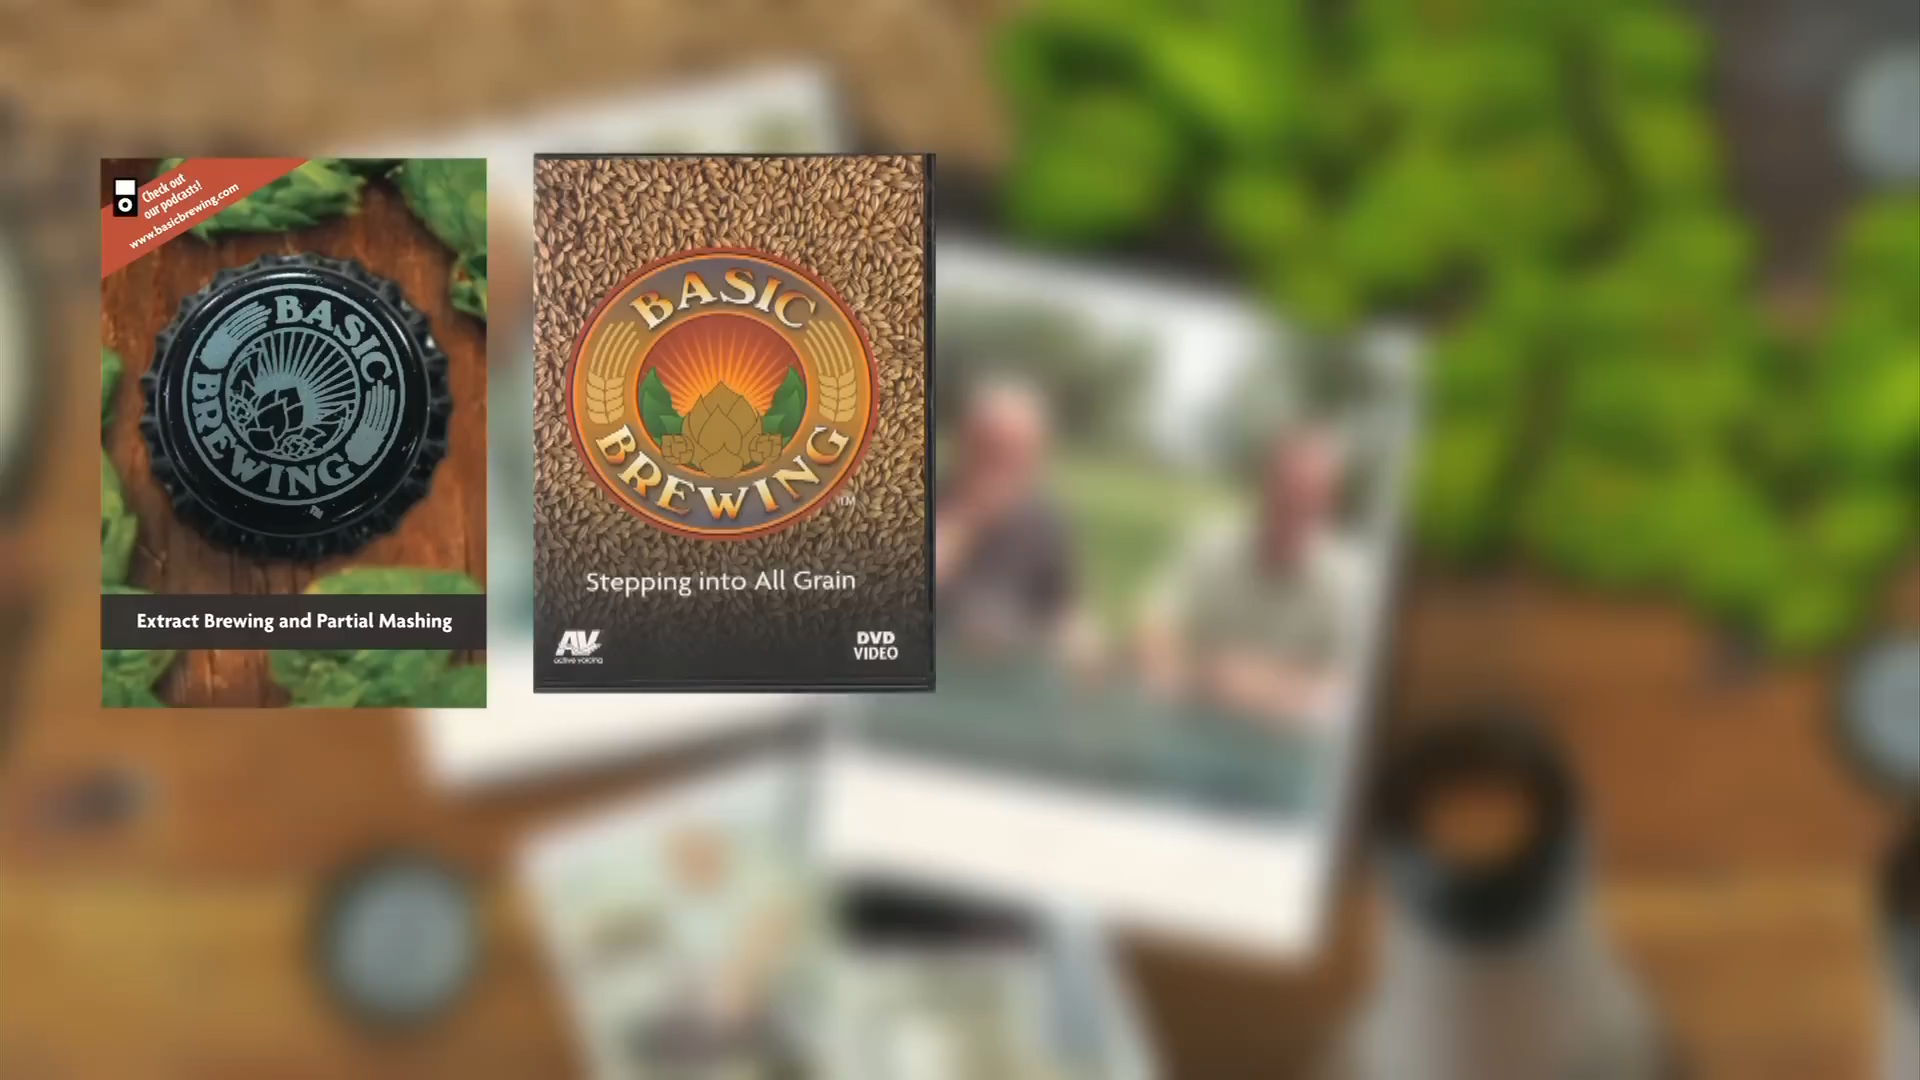 Check out
our podcasts!
www.basicbrewing.com
BASIC
BREWING
TM
Extract Brewing and Partial Mashing
BASIC
BREWING
TM
Stepping into All Grain
AV
active voicing
DVD
VIDEO